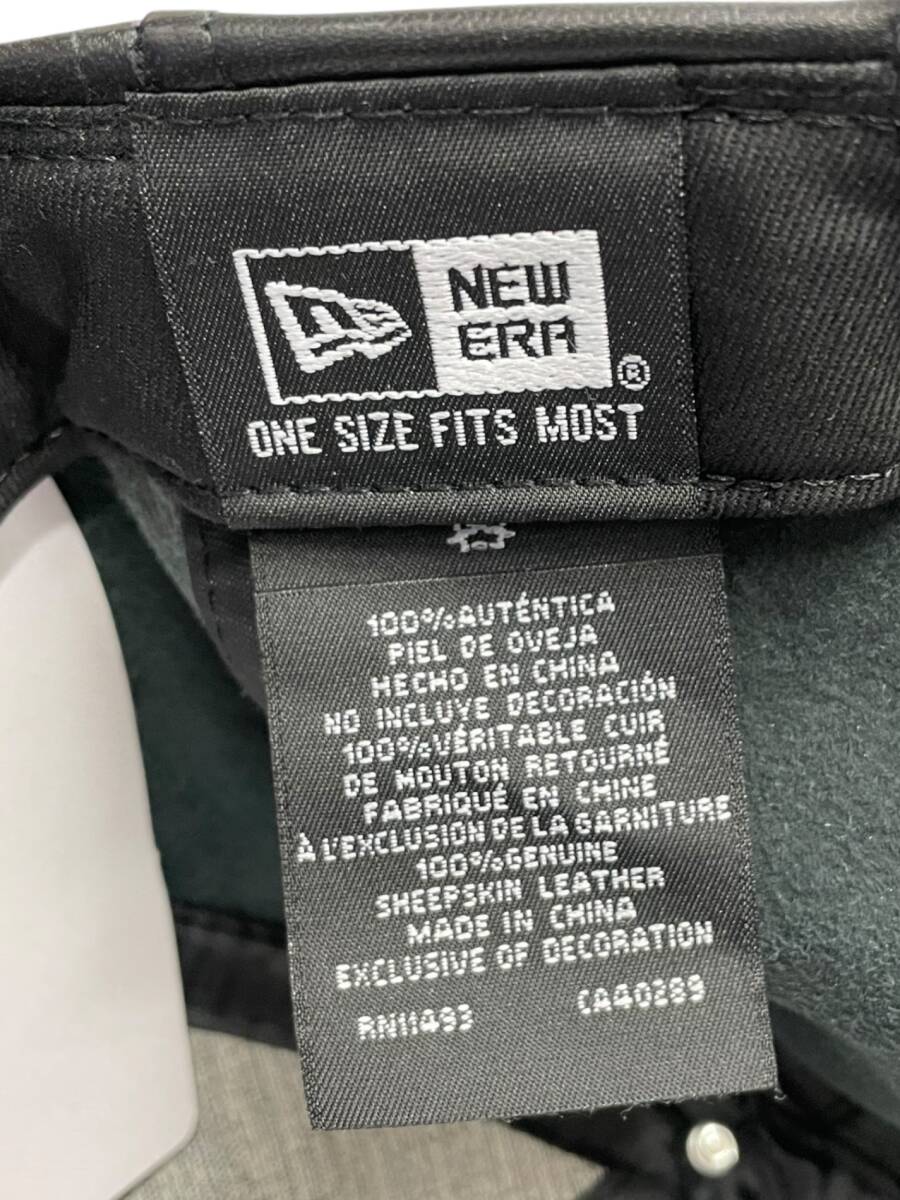 NEW
ERA
®
ONE SIZE FITS MOST
100%AUTÉNTICA
PIEL DE OVEJA
HECHO EN CHINA
NO INCLUYE DECORACIÓN
100%VÉRITABLE CUIR
DE MOUTON RETOURNÉ
FABRIQUÉ EN CHINE
À L'EXCLUSION DE LA GARNITURE
100%GENUINE
SHEEPSKIN LEATHER
MADE IN CHINA
EXCLUSIVE OF DECORATION
RN11493 CA40289